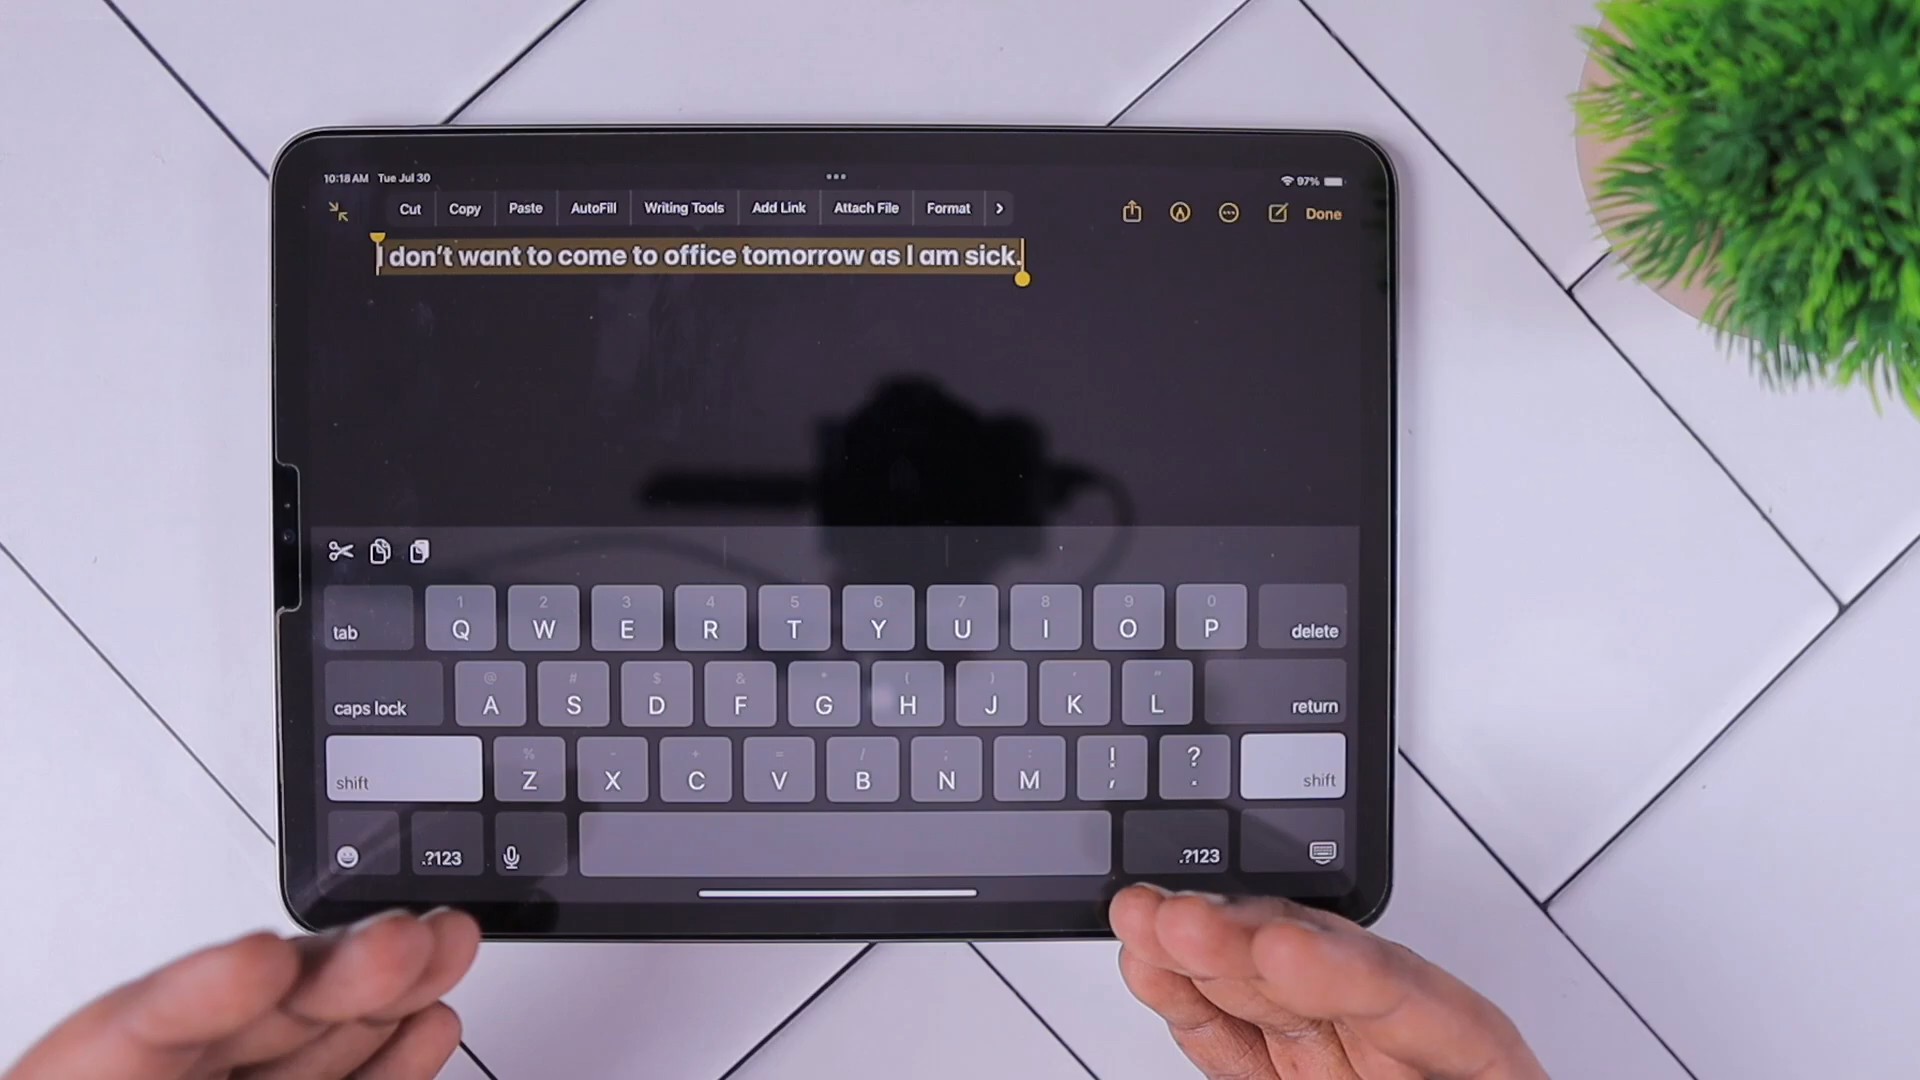 10:18 AM Tue Jul 30
97%
Cut Copy Paste AutoFill Writing Tools Add Link Attach File Format
Done
I don’t want to come to office tomorrow as I am sick.
1 2 3 4 5 6 7 8 9 0
tab Q W E R T Y U I O P delete
@ # $ & * ( ) ' "
caps lock A S D F G H J K L return
% - + = / ; : ! ?
shift Z X C V B N M , . shift
.?123 .?123